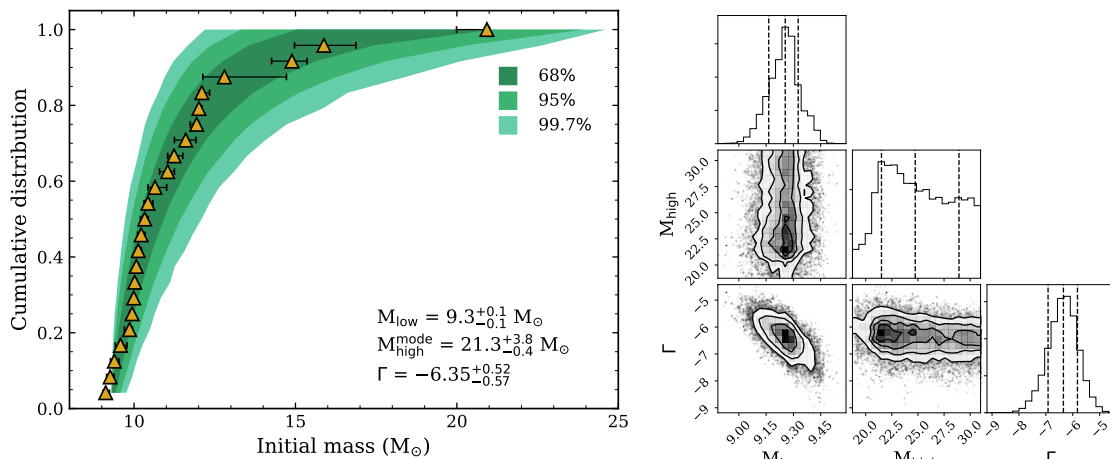 1.0
0.8
0.6
0.4
0.2
0.0
Cumulative distribution
68%
95%
99.7%
M_low = 9.3^{+0.1}_{-0.1} M_⊙
M^{mode}_{high} = 21.3^{+3.8}_{-0.4} M_⊙
Γ = −6.35^{+0.52}_{-0.57}
10 15 20 25
Initial mass (M_⊙)
M_high
30.0
27.5
25.0
22.5
20.0
Γ
−5
−6
−7
−8
−9
9.00 9.15 9.30 9.45
20.0 22.5 25.0 27.5 30.0
−9 −8 −7 −6 −5